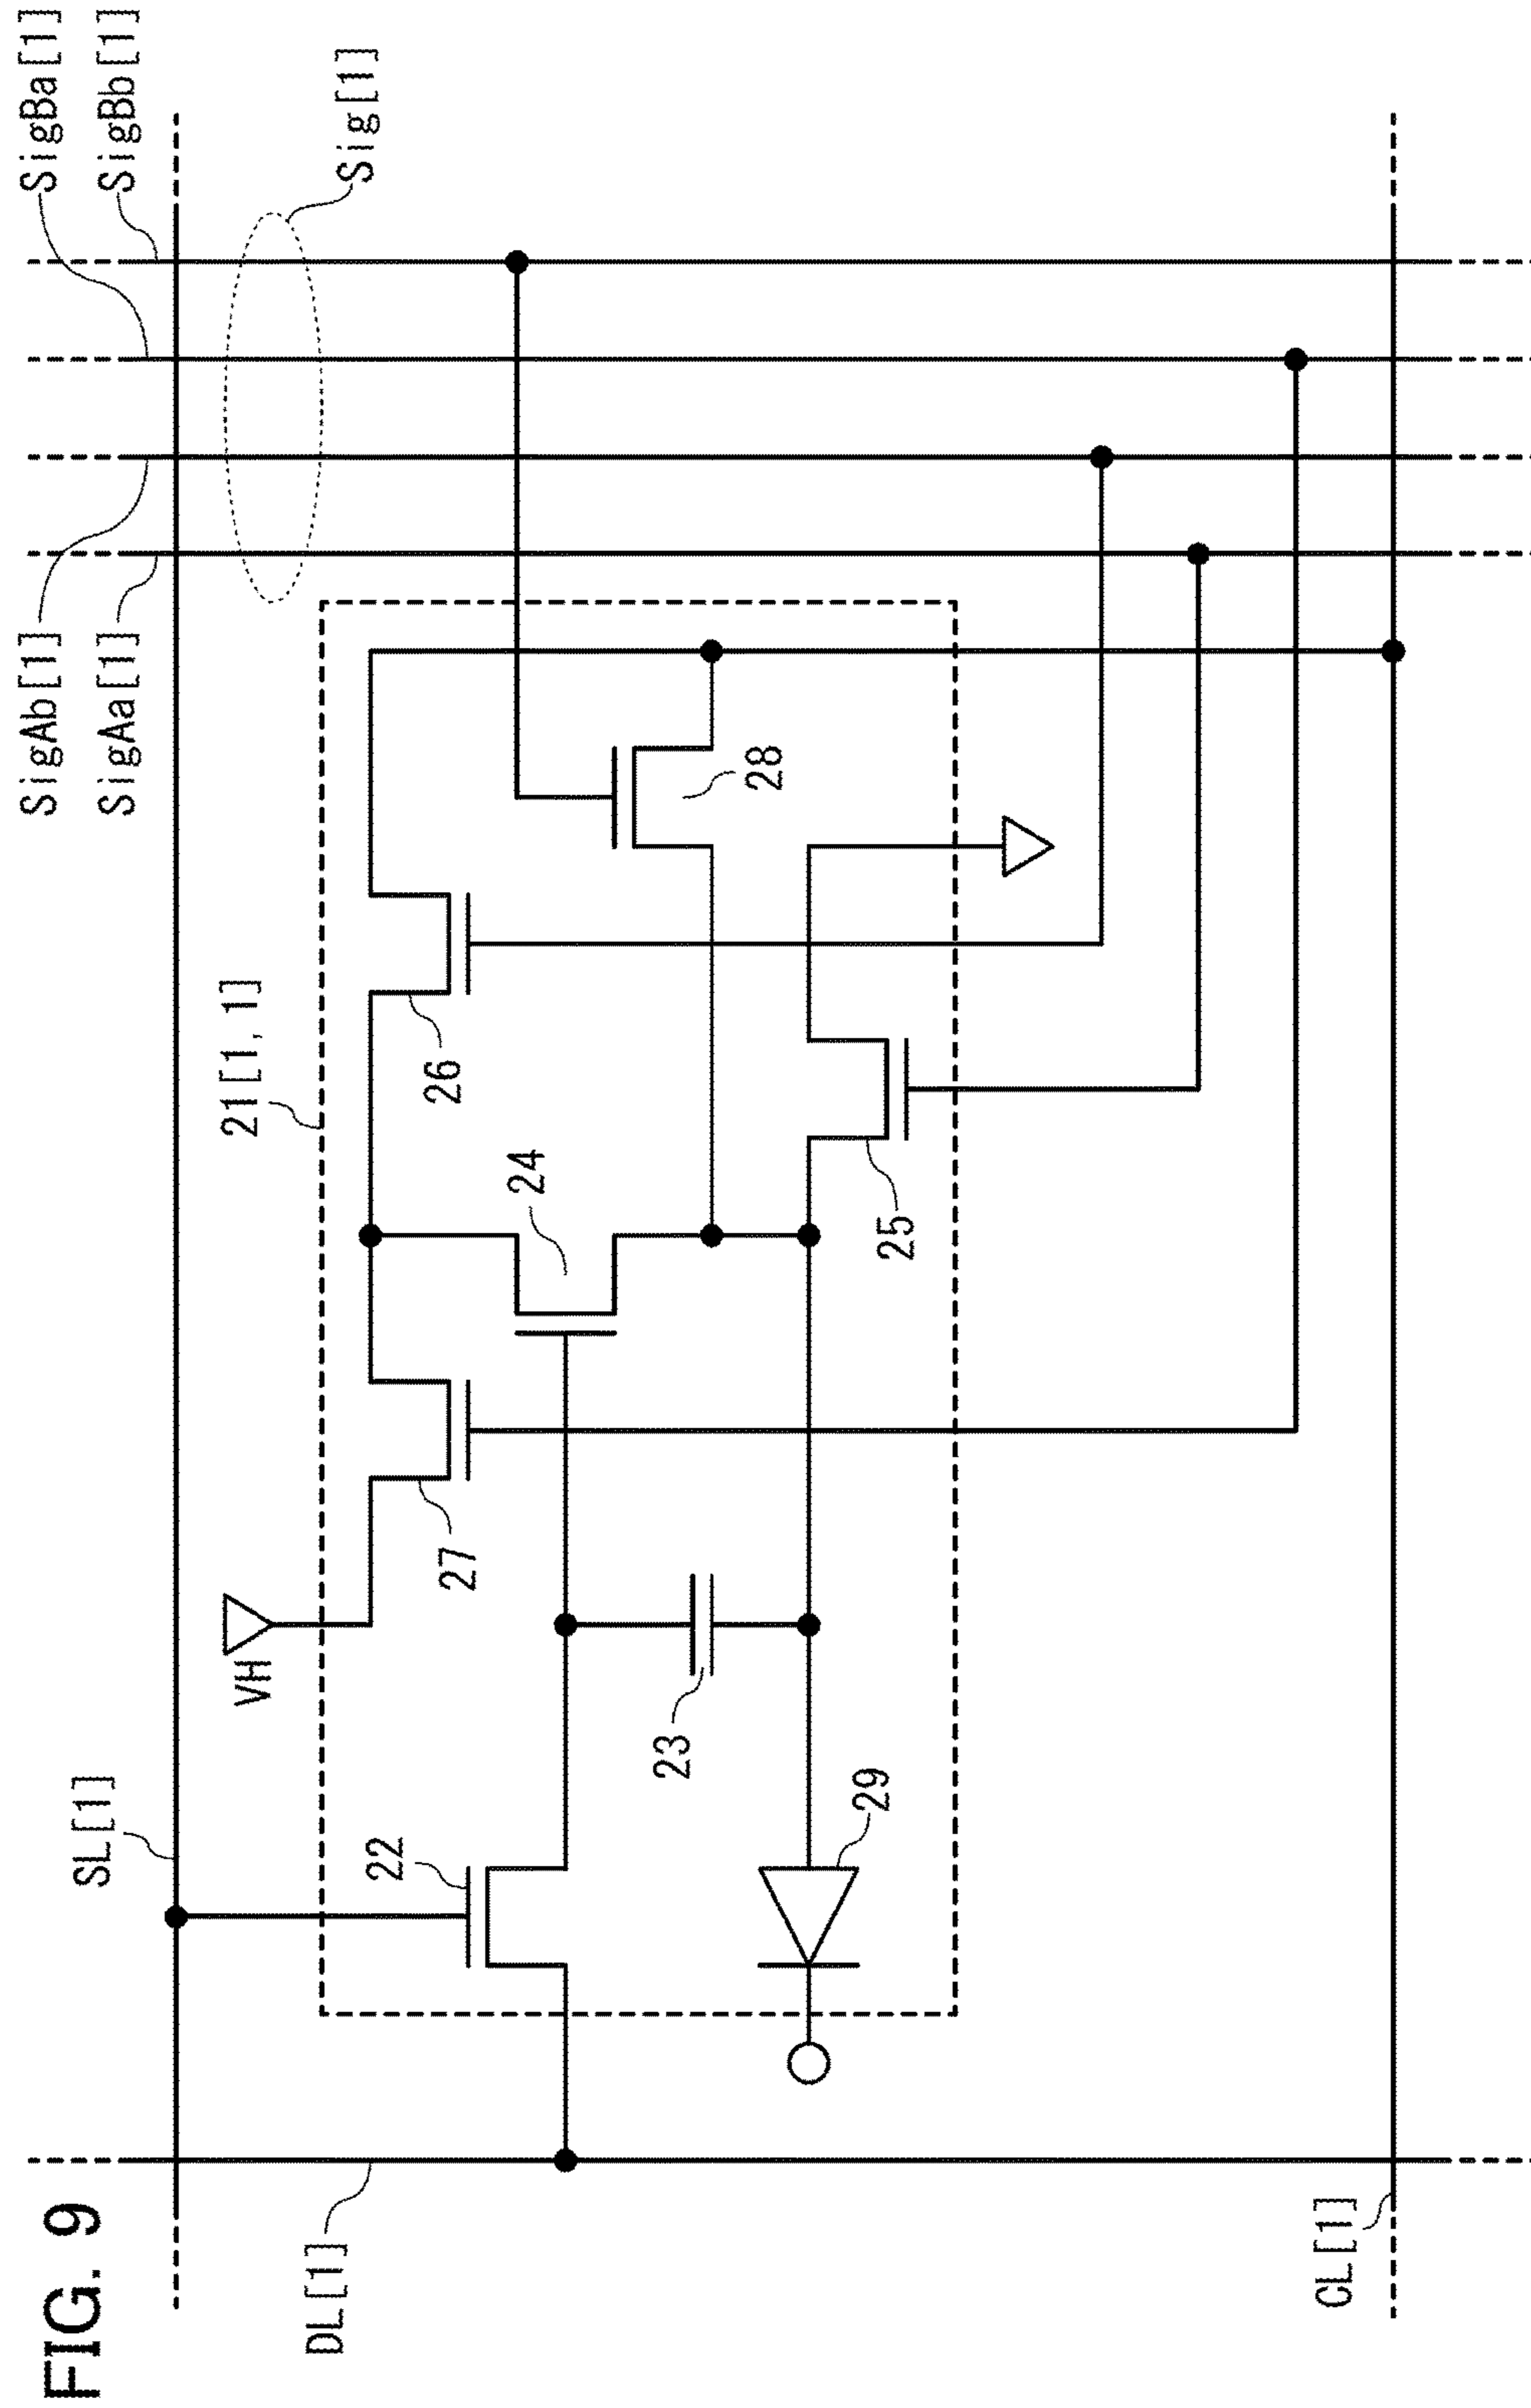 FIG. 9
SigAb[1]
SigBa[1]
SigAa[1]
SigBb[1]
SL[1]
VH
21[1, 1]
Sig[1]
DL[1]
22
27
26
24
23
28
29
25
CL[1]